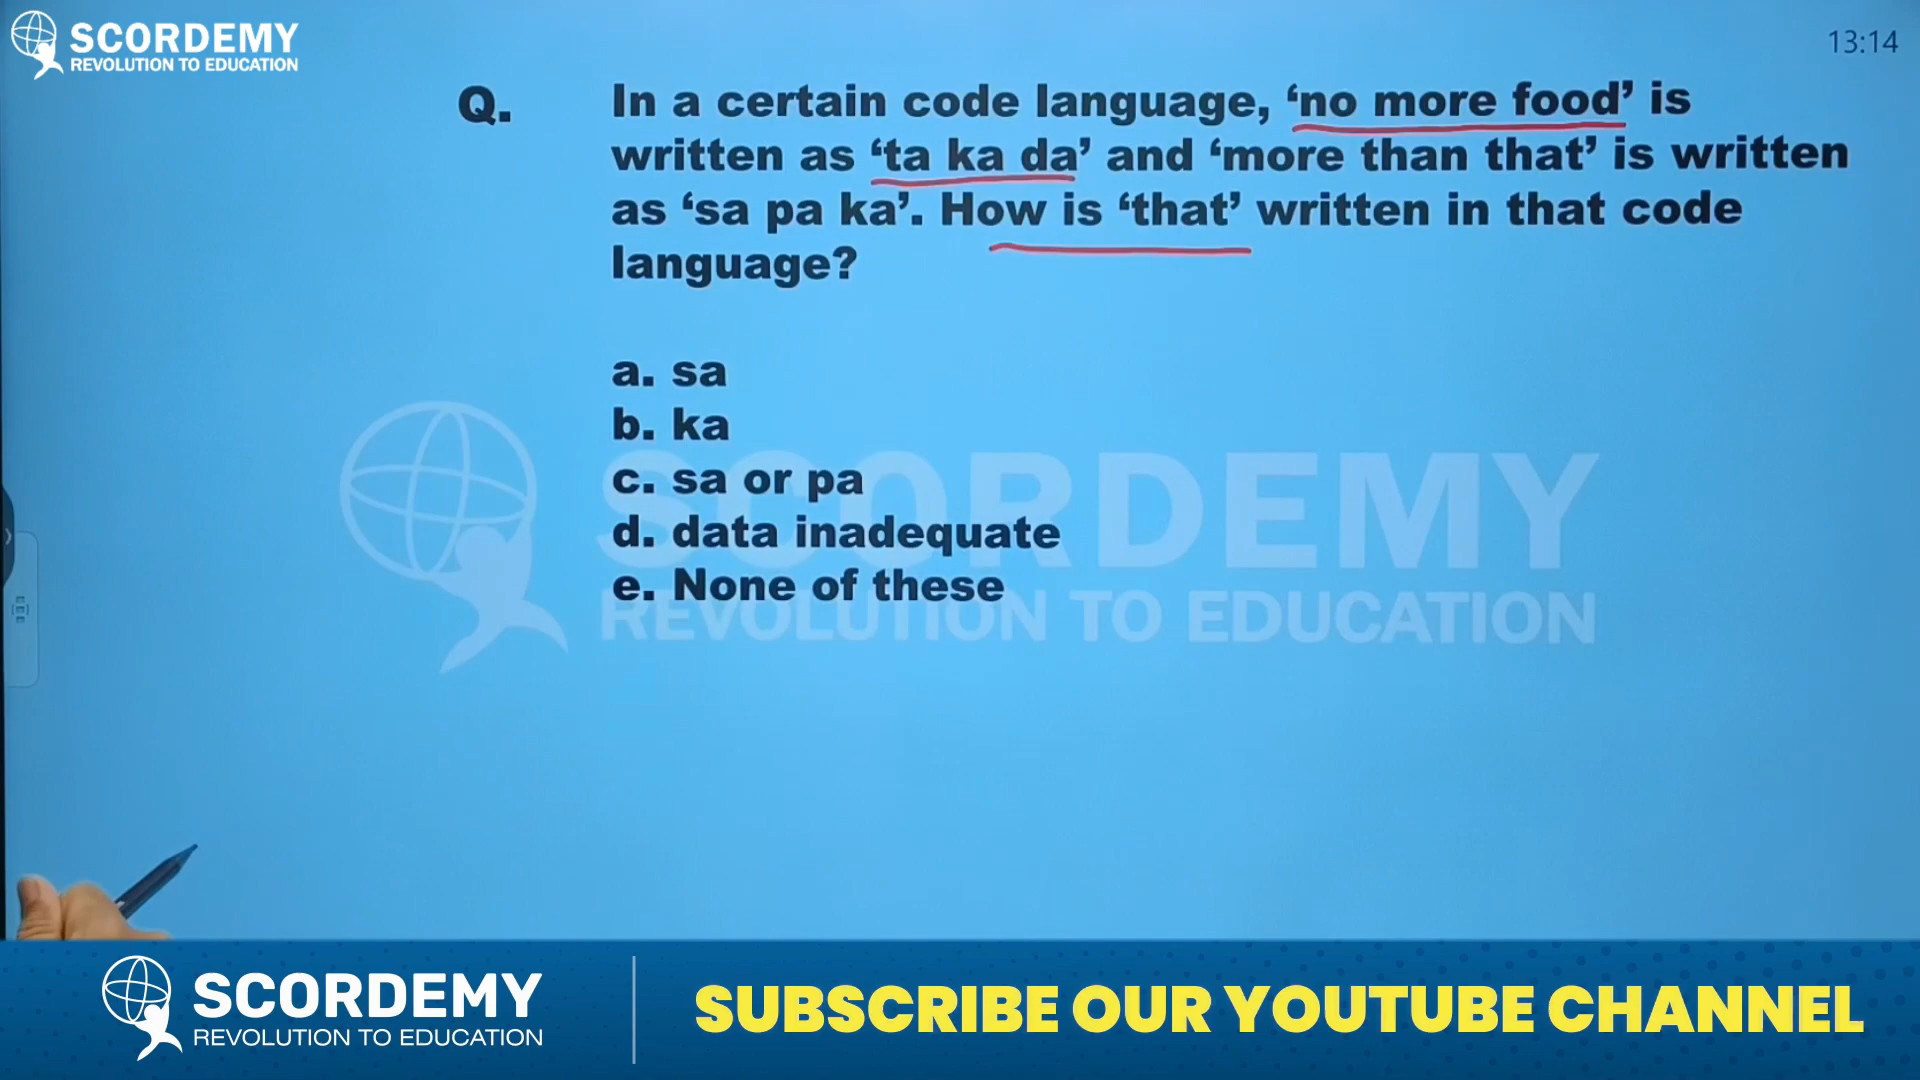 SCORDEMY
REVOLUTION TO EDUCATION
13:14
Q. In a certain code language, ‘no more food’ is
written as ‘ta ka da’ and ‘more than that’ is written
as ‘sa pa ka’. How is ‘that’ written in that code
language?
a. sa
b. ka
c. sa or pa
d. data inadequate
e. None of these
SCORDEMY
REVOLUTION TO EDUCATION
SCORDEMY
REVOLUTION TO EDUCATION
SUBSCRIBE OUR YOUTUBE CHANNEL